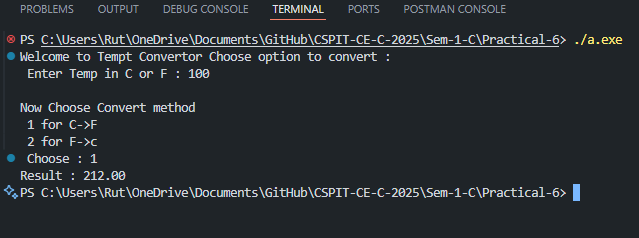 PROBLEMS OUTPUT DEBUG CONSOLE TERMINAL PORTS POSTMAN CONSOLE
PS C:\Users\Rut\OneDrive\Documents\GitHub\CSPIT-CE-C-2025\Sem-1-C\Practical-6> ./a.exe
Welcome to Tempt Convertor Choose option to convert :
Enter Temp in C or F : 100
Now Choose Convert method
1 for C->F
2 for F->c
Choose : 1
Result : 212.00
PS C:\Users\Rut\OneDrive\Documents\GitHub\CSPIT-CE-C-2025\Sem-1-C\Practical-6>